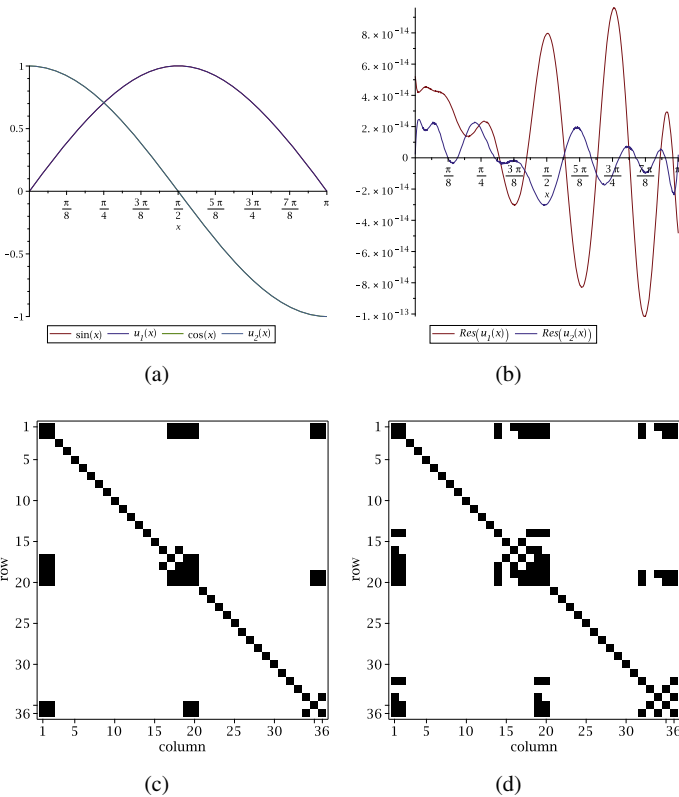 1
0.5
0
-0.5
-1
π/8 π/4 3π/8 π/2 5π/8 3π/4 7π/8 π
x
sin(x) u₁(x) cos(x) u₂(x)
(a)
8. × 10⁻¹⁴
6. × 10⁻¹⁴
4. × 10⁻¹⁴
2. × 10⁻¹⁴
0
-2. × 10⁻¹⁴
-4. × 10⁻¹⁴
-6. × 10⁻¹⁴
-8. × 10⁻¹⁴
-1. × 10⁻¹³
π/8 π/4 3π/8 π/2 5π/8 3π/4 7π/8 π
x
Res(u₁(x)) Res(u₂(x))
(b)
1
5
10
15
20
25
30
36
row
1 5 10 15 20 25 30 36
column
(c)
1
5
10
15
20
25
30
36
row
1 5 10 15 20 25 30 36
column
(d)